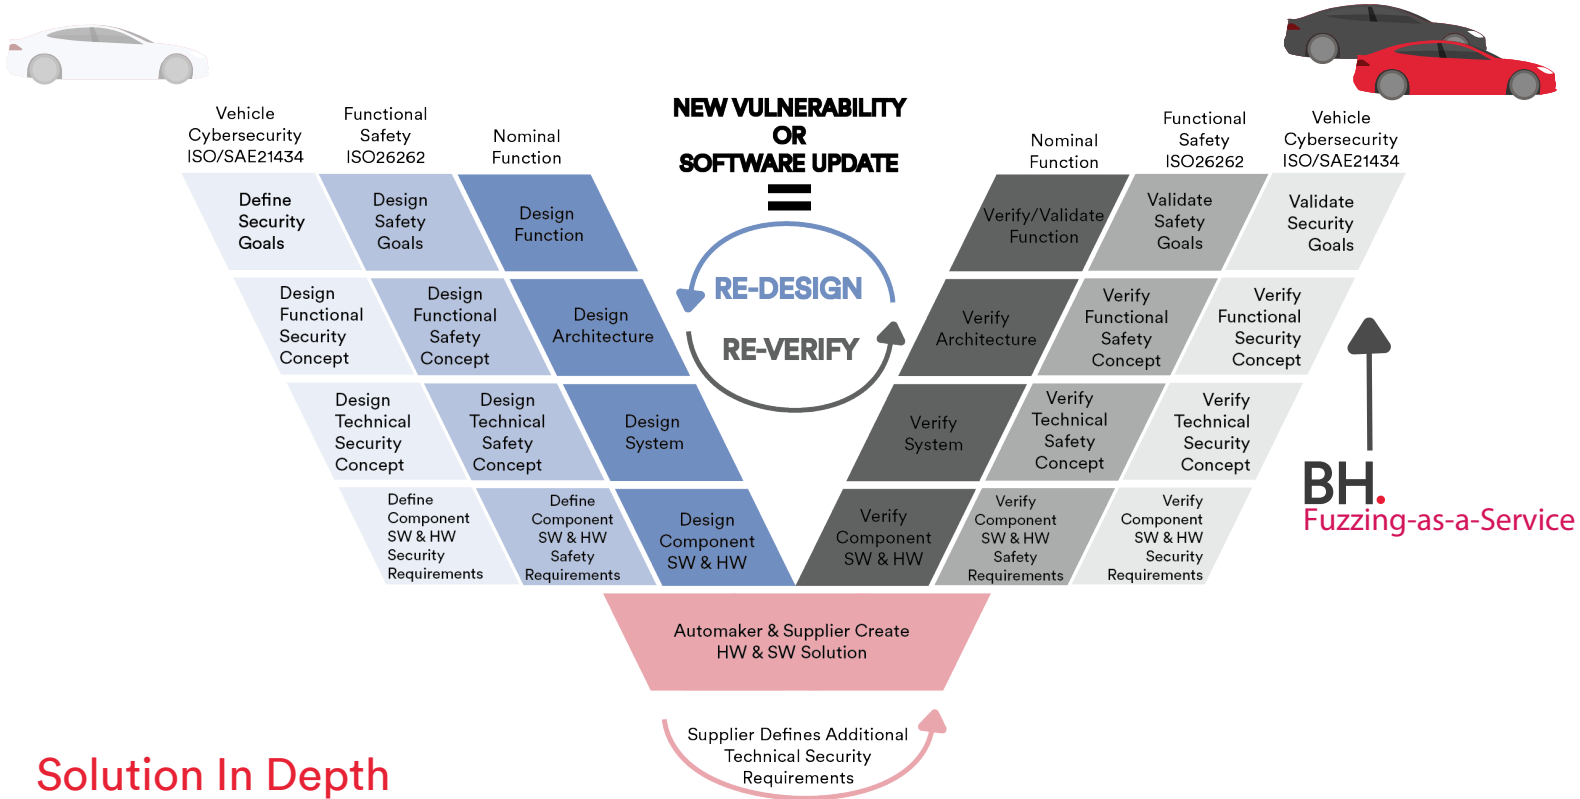 Vehicle
Cybersecurity
ISO/SAE21434
Functional
Safety
ISO26262
Nominal
Function
NEW VULNERABILITY
OR
SOFTWARE UPDATE
=
Nominal
Function
Functional
Safety
ISO26262
Vehicle
Cybersecurity
ISO/SAE21434
Define
Security
Goals
Design
Safety
Goals
Design
Function
Verify/Validate
Function
Validate
Safety
Goals
Validate
Security
Goals
RE-DESIGN
RE-VERIFY
Design
Functional
Security
Concept
Design
Functional
Safety
Concept
Design
Architecture
Verify
Architecture
Verify
Functional
Safety
Concept
Verify
Functional
Security
Concept
Design
Technical
Security
Concept
Design
Technical
Safety
Concept
Design
System
Verify
System
Verify
Technical
Safety
Concept
Verify
Technical
Security
Concept
Define
Component
SW & HW
Security
Requirements
Define
Component
SW & HW
Safety
Requirements
Design
Component
SW & HW
Verify
Component
SW & HW
Verify
Component
SW & HW
Safety
Requirements
Verify
Component
SW & HW
Security
Requirements
BH.
Fuzzing-as-a-Service
Automaker & Supplier Create
HW & SW Solution
Supplier Defines Additional
Technical Security
Requirements
Solution In Depth